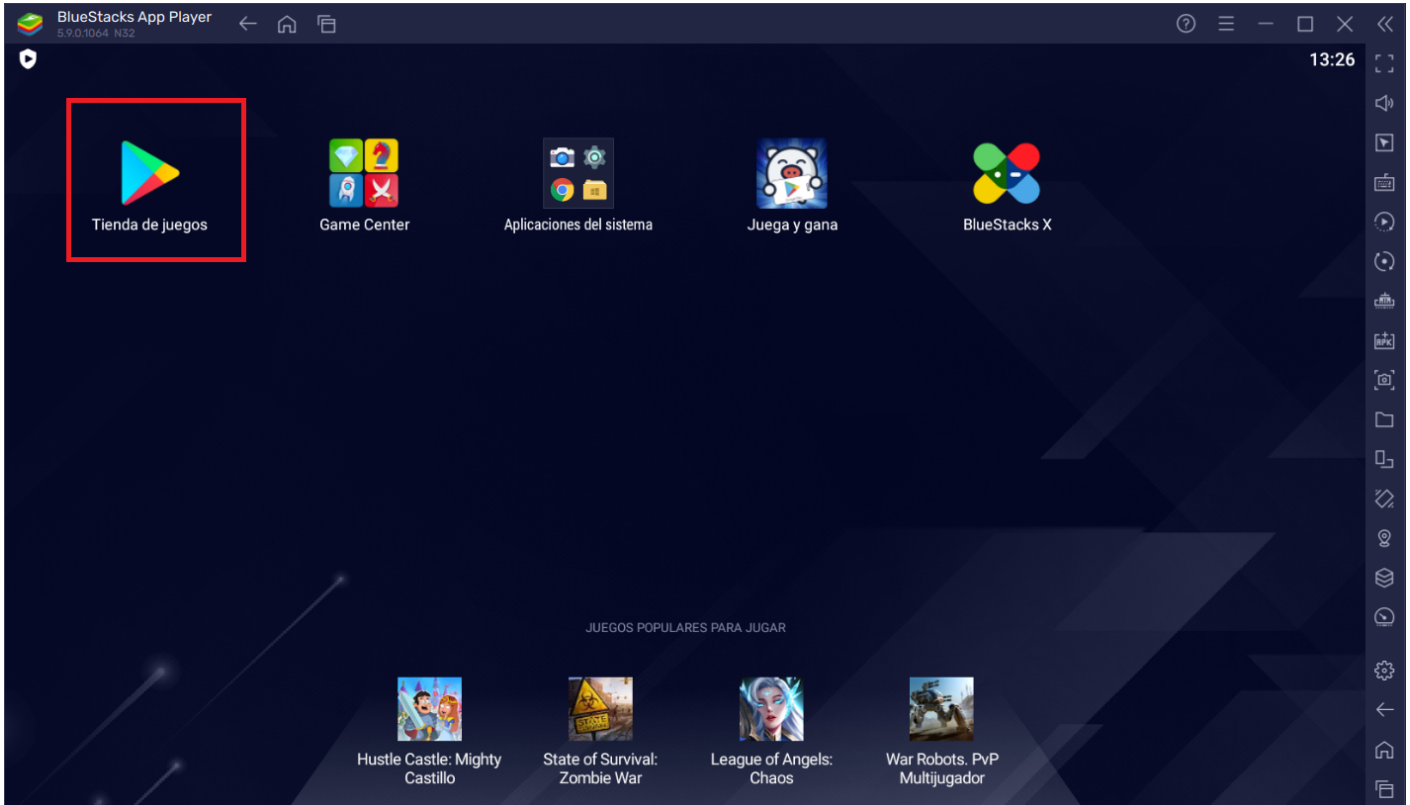 BlueStacks App Player
5.9.0.1064 N32
13:26
Tienda de juegos
Game Center
Aplicaciones del sistema
Juega y gana
BlueStacks X
JUEGOS POPULARES PARA JUGAR
Hustle Castle: Mighty
Castillo
State of Survival:
Zombie War
League of Angels:
Chaos
War Robots. PvP
Multijugador